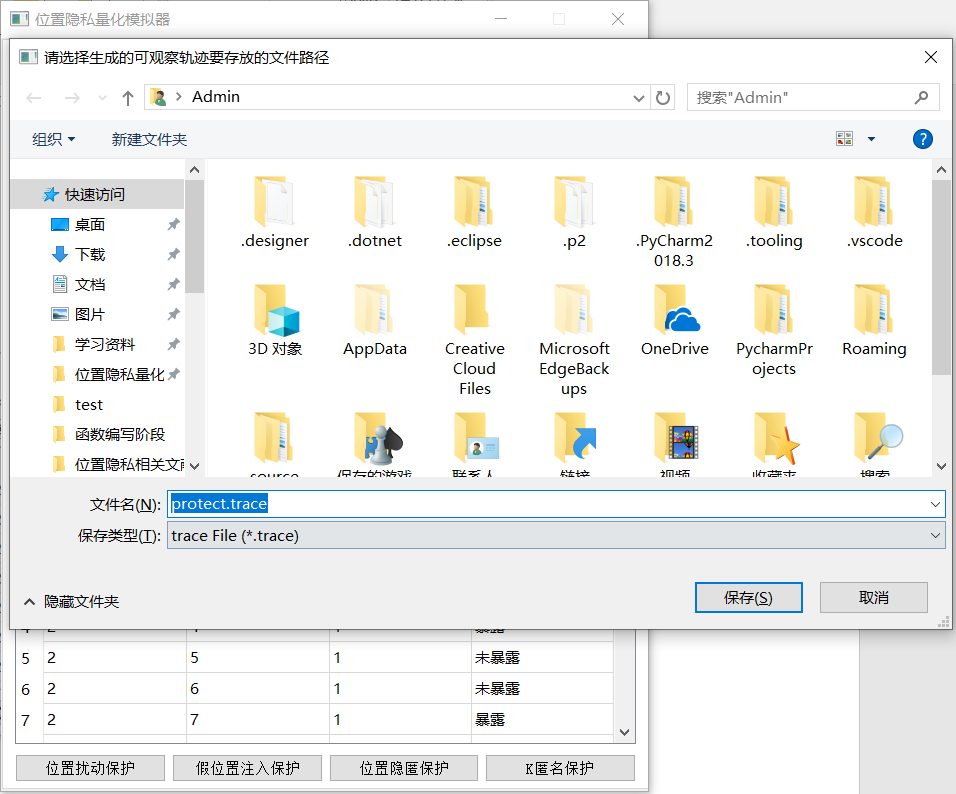 位置隐私量化模拟器
请选择生成的可观察轨迹要存放的文件路径
Admin
搜索"Admin"
组织
新建文件夹
快速访问
桌面
下载
文档
图片
学习资料
位置隐私量化
test
函数编写阶段
位置隐私相关文献
.designer
.dotnet
.eclipse
.p2
.PyCharm2018.3
.tooling
.vscode
3D 对象
AppData
Creative
Cloud
Files
Microsoft
EdgeBack
ups
OneDrive
PycharmPr
ojects
Roaming
source
保存的游戏
联系人
链接
视频
收藏夹
搜索
文件名(N):
protect.trace
保存类型(T):
trace File (*.trace)
隐藏文件夹
保存(S)
取消
5 2 5 1 未暴露
6 2 6 1 未暴露
7 2 7 1 暴露
位置扰动保护
假位置注入保护
位置隐匿保护
K匿名保护